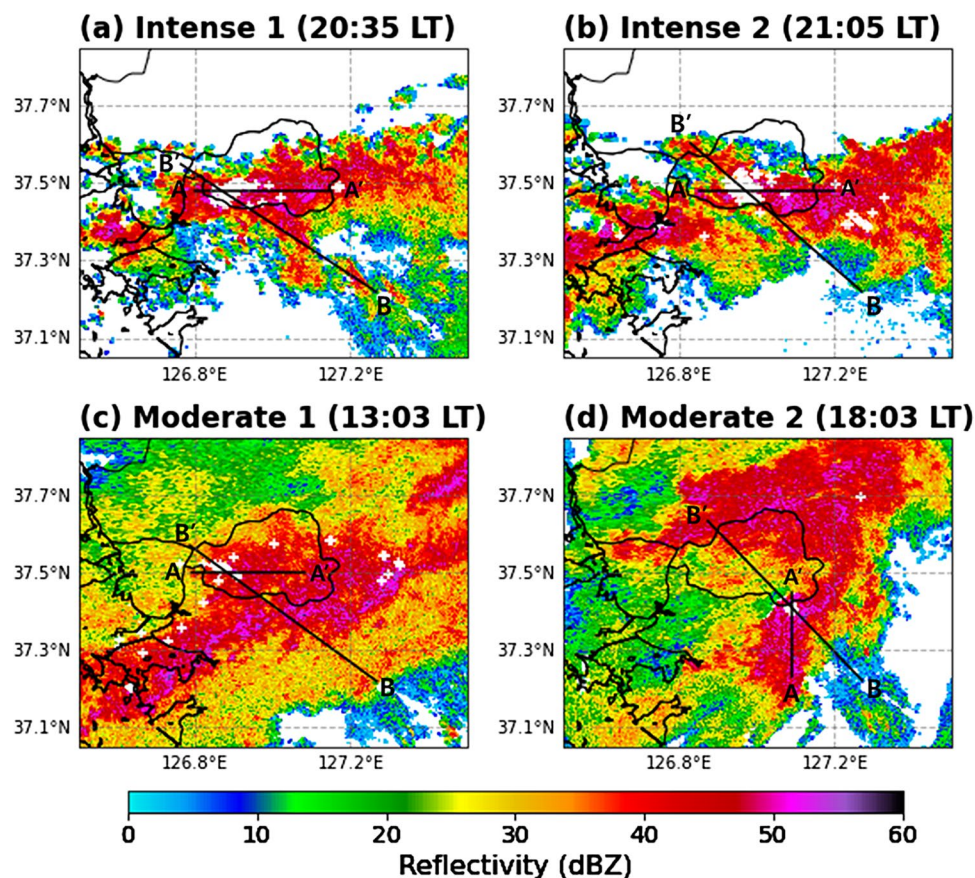 (a) Intense 1 (20:35 LT)
(b) Intense 2 (21:05 LT)
37.7°N
37.5°N
37.3°N
37.1°N
B'
A
A'
B
126.8°E
127.2°E
37.7°N
37.5°N
37.3°N
37.1°N
B'
A
A'
B
126.8°E
127.2°E
(c) Moderate 1 (13:03 LT)
(d) Moderate 2 (18:03 LT)
37.7°N
37.5°N
37.3°N
37.1°N
B'
A
A'
B
126.8°E
127.2°E
37.7°N
37.5°N
37.3°N
37.1°N
B'
A'
A
B
126.8°E
127.2°E
0 10 20 30 40 50 60
Reflectivity (dBZ)